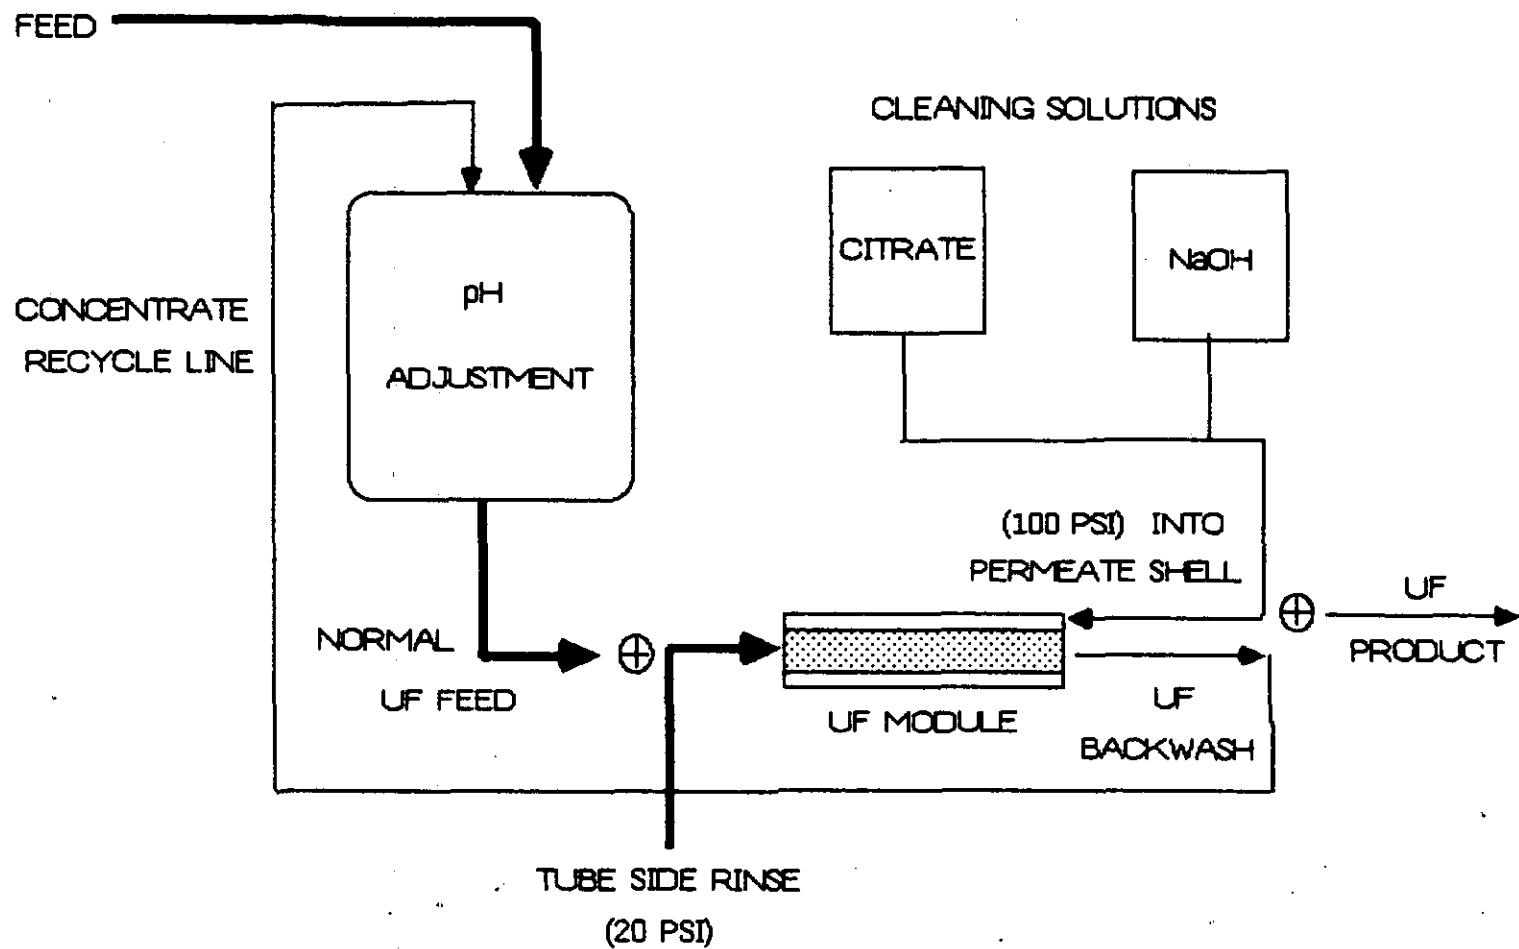 FEED
CLEANING SOLUTIONS
CITRATE
NaOH
pH
ADJUSTMENT
CONCENTRATE
RECYCLE LINE
(100 PSI) INTO
PERMEATE SHELL
UF
PRODUCT
NORMAL
UF FEED
UF MODULE
UF
BACKWASH
TUBE SIDE RINSE
(20 PSI)